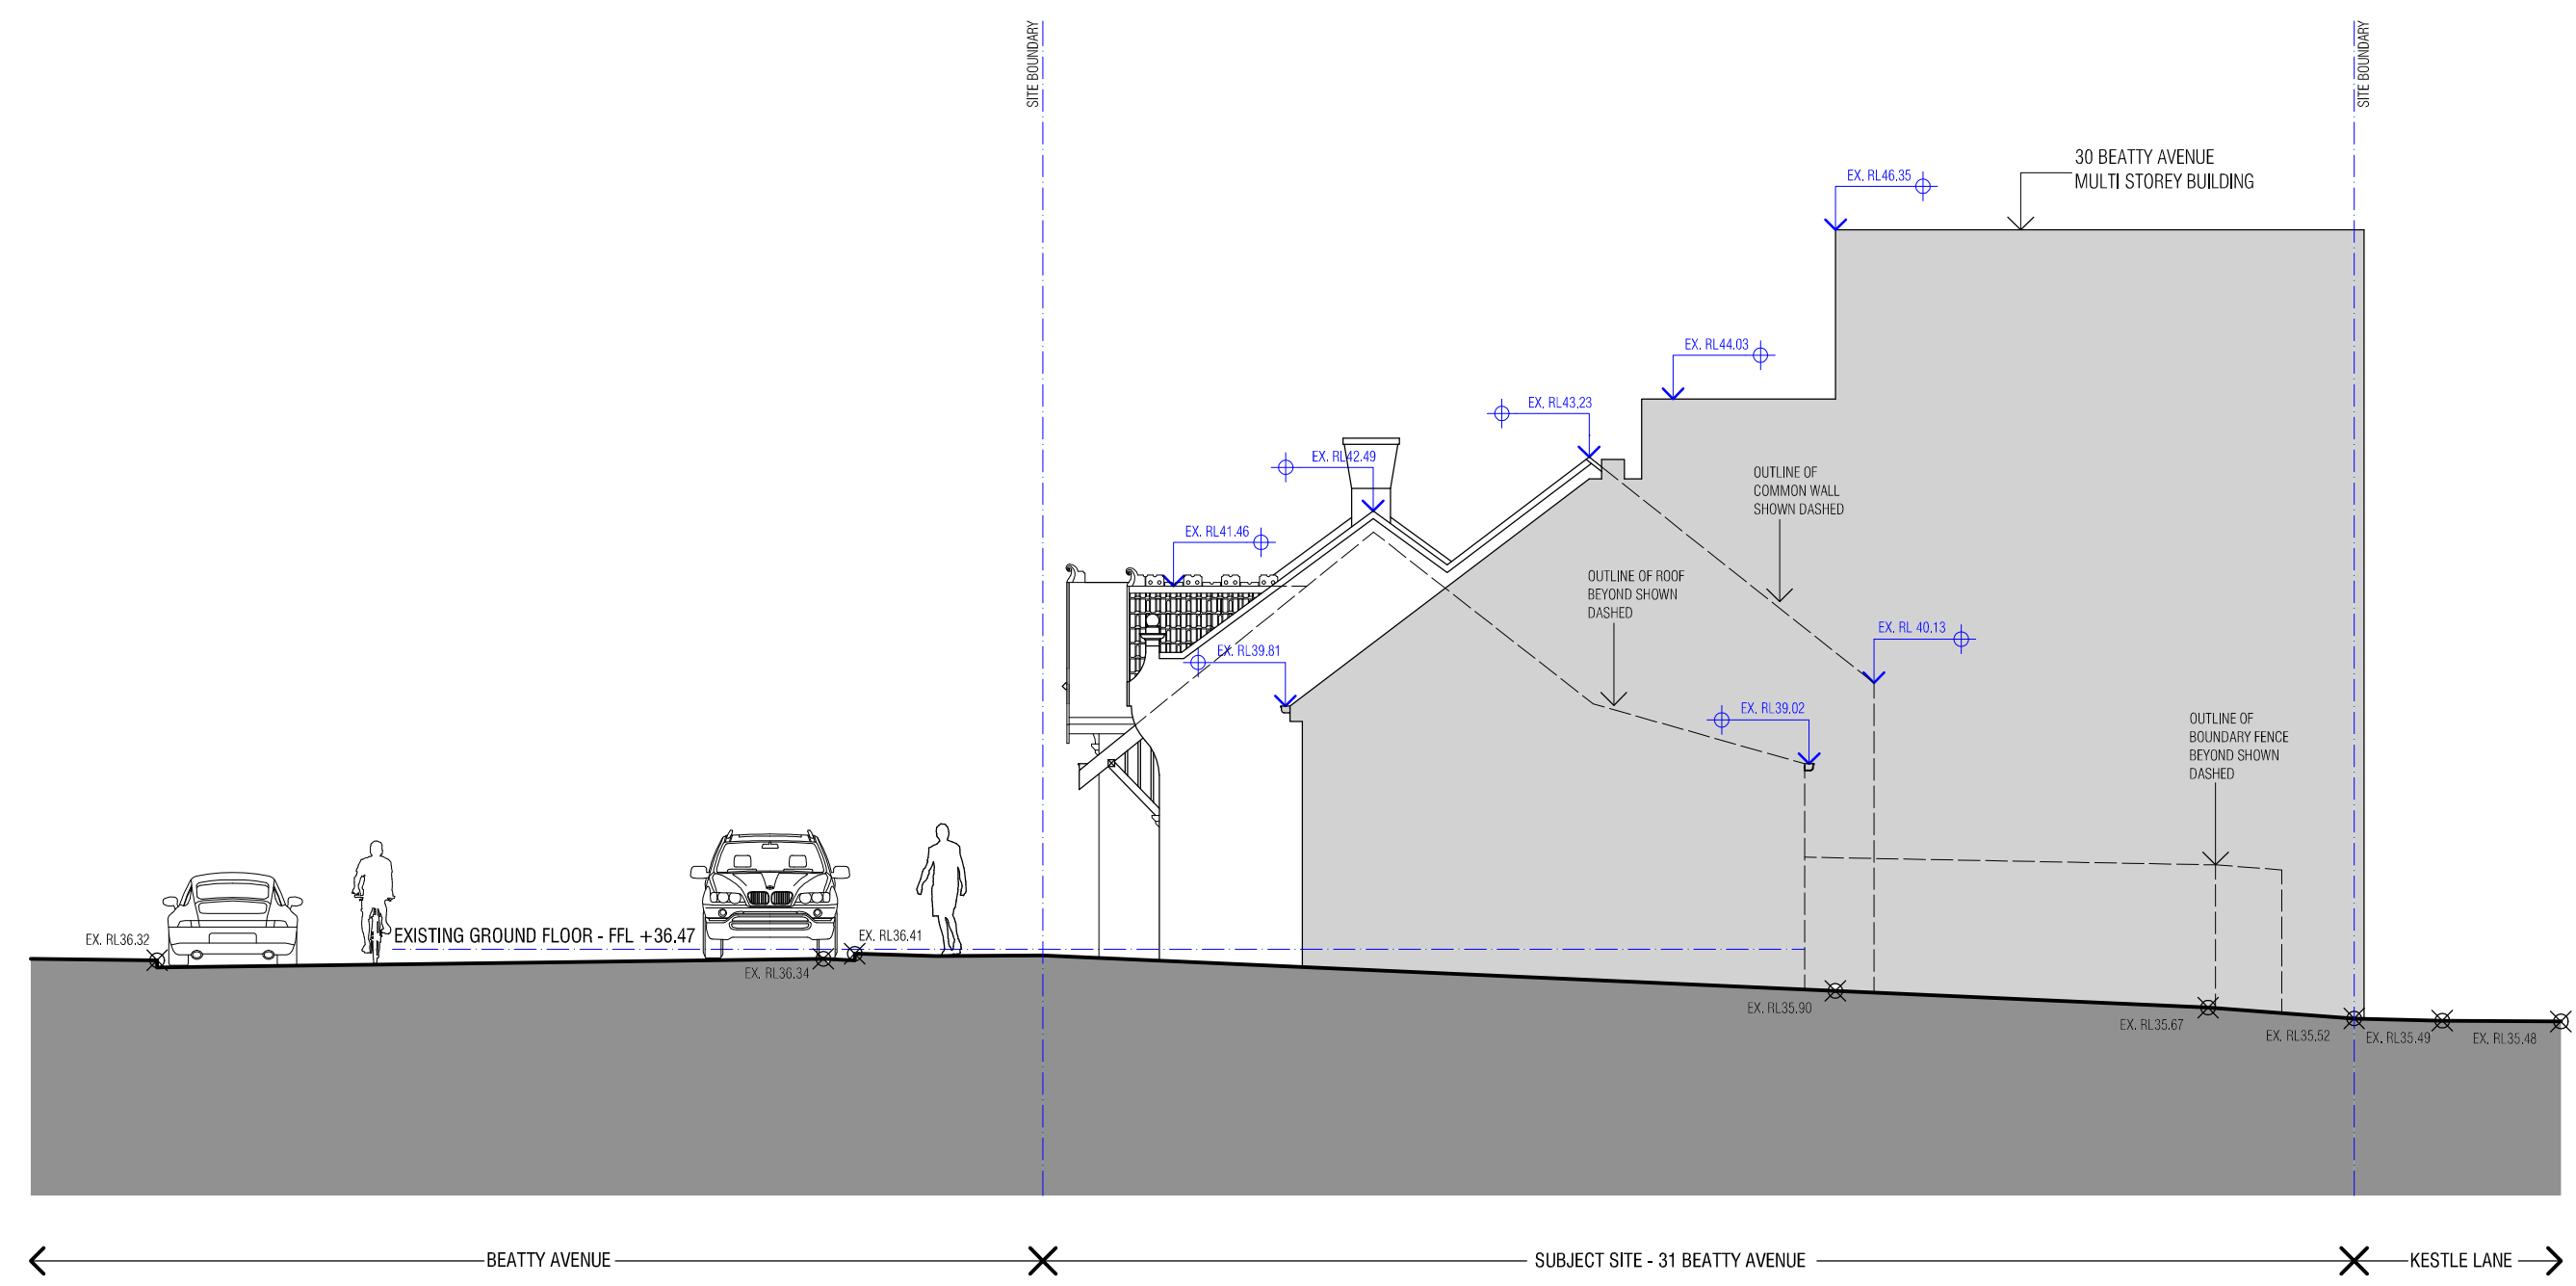 SITE BOUNDARY
SITE BOUNDARY
30 BEATTY AVENUE
MULTI STOREY BUILDING
EX. RL46.35
EX. RL44.03
EX. RL43.23
EX. RL42.49
OUTLINE OF
COMMON WALL
SHOWN DASHED
EX. RL41.46
OUTLINE OF ROOF
BEYOND SHOWN
DASHED
EX. RL 40.13
EX. RL39.81
EX. RL39.02
OUTLINE OF
BOUNDARY FENCE
BEYOND SHOWN
DASHED
EX. RL36.32
EXISTING GROUND FLOOR - FFL +36.47
EX. RL36.41
EX. RL36.34
EX. RL35.90
EX. RL35.67
EX. RL35.52
EX. RL35.49
EX. RL35.48
BEATTY AVENUE
SUBJECT SITE - 31 BEATTY AVENUE
KESTLE LANE